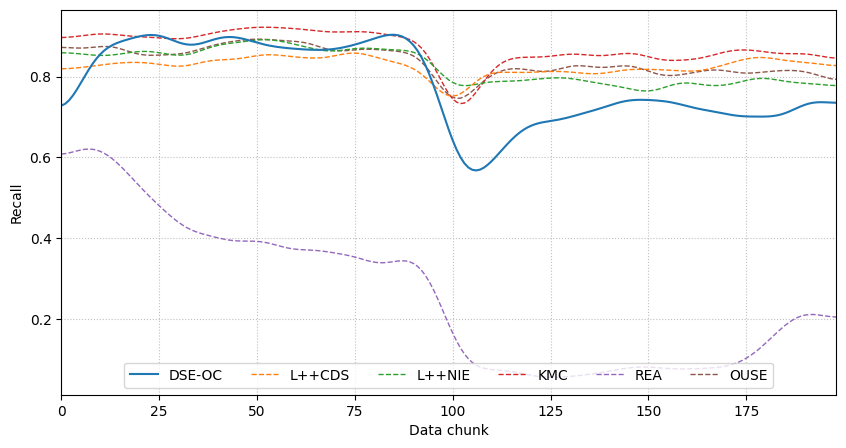 Recall
0.8
0.6
0.4
0.2
DSE-OC L++CDS L++NIE KMC REA OUSE
0 25 50 75 100 125 150 175
Data chunk